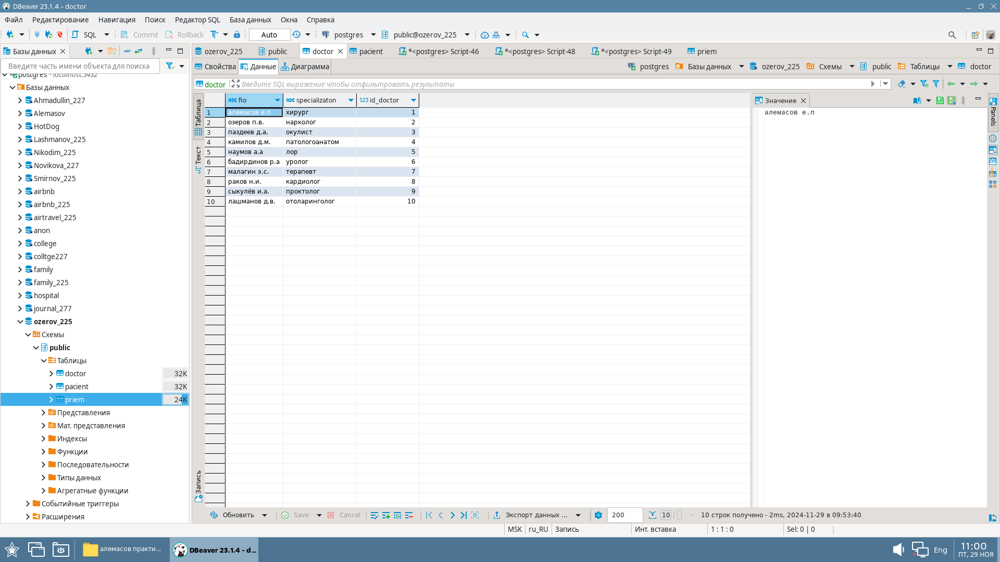 DBeaver 23.1.4 - doctor
Файл Редактирование Навигация Поиск Редактор SQL База данных Окна Справка
SQL Commit Rollback Auto postgres public@ozerov_225
Базы данных
ozerov_225 public doctor pacient *<postgres> Script-46 *<postgres> Script-48 *<postgres> Script-49 priem
Введите часть имени объекта для поиска
Свойства Данные Диаграмма
postgres Базы данных ozerov_225 Схемы public Таблицы doctor
postgres - localhost:5432
Базы данных
Ahmadullin_227
Alemasov
HotDog
Lashmanov_225
Nikodim_225
Novikova_227
Smirnov_225
airbnb
airbnb_225
airtravel_225
anon
college
colltge227
family
family_225
hospital
journal_277
ozerov_225
Схемы
public
Таблицы
doctor 32K
pacient 32K
priem 24K
Представления
Мат. представления
Индексы
Функции
Последовательности
Типы данных
Агрегатные функции
Событийные триггеры
Расширения
doctor Введите SQL выражение чтобы отфильтровать результаты
Таблица
Текст
Запись
ABC fio ABC specializaton 123 id_doctor
1 алемасов е.п хирург 1
2 озеров п.в. нарколог 2
3 паздеев д.а. окулист 3
4 камилов д.м. патологоанатом 4
5 наумов а.а лор 5
6 бадирдинов р.а уролог 6
7 малагин э.с. терапевт 7
8 раков н.и. кардиолог 8
9 сыкулёв и.а. проктолог 9
10 лашманов д.в. отоларинголог 10
Значение
алемасов е.п
Panels
Обновить Save Cancel Экспорт данных ... 200 10 ··· 10 строк получено - 2ms, 2024-11-29 в 09:53:40
MSK ru_RU Запись Инт. вставка 1 : 1 : 0 Sel: 0 | 0
алемасов практи... DBeaver 23.1.4 - d... Eng 11:00
ПТ, 29 НОЯ